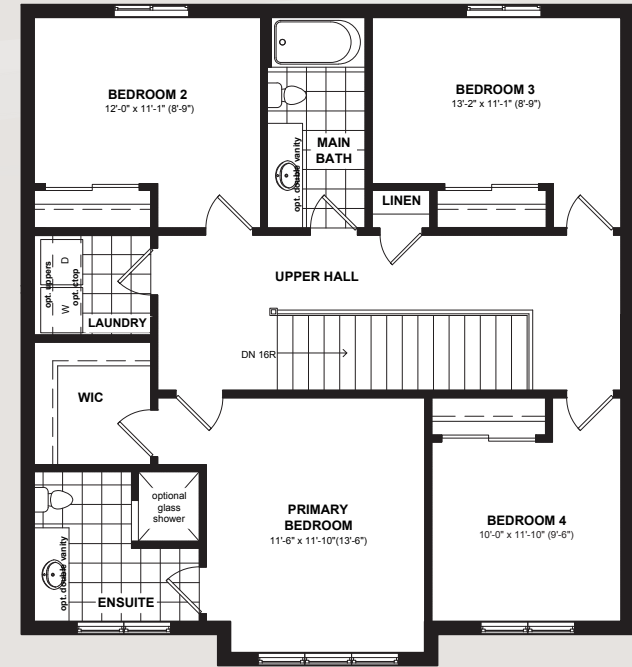 BEDROOM 2
12'-0" x 11'-1" (8'-9")
MAIN
BATH
opt. double vanity
BEDROOM 3
13'-2" x 11'-1" (8'-9")
LINEN
opt. uppers
D
W
opt. ctop
LAUNDRY
UPPER HALL
DN 16R
WIC
optional
glass
shower
opt. double vanity
ENSUITE
PRIMARY
BEDROOM
11'-6" x 11'-10"(13'-6")
BEDROOM 4
10'-0" x 11'-10" (9'-6")